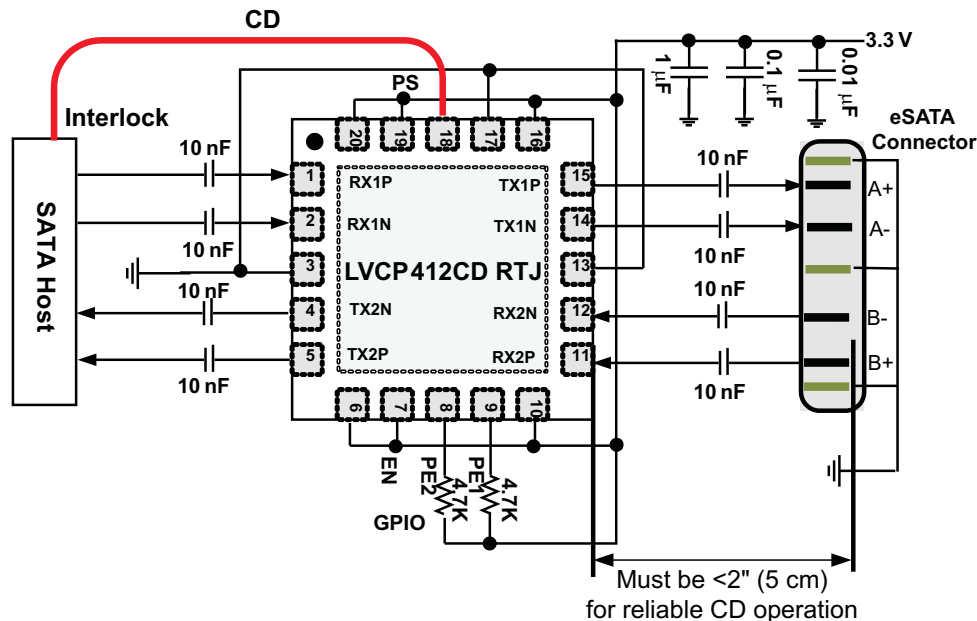 CD
3.3 V
1 µF
0.1 µF
0.01 µF
PS
Interlock
eSATA
Connector
20
19
18
17
16
10 nF
10 nF
1
RX1P
TX1P
15
A+
10 nF
2
RX1N
TX1N
14
10 nF
A-
SATA Host
3
LVCP412CD RTJ
13
10 nF
10 nF
4
TX2N
RX2N
12
B-
5
TX2P
RX2P
11
B+
10 nF
10 nF
6
7
8
9
10
EN
PE2
4.7K
PE1
4.7K
GPIO
Must be <2" (5 cm)
for reliable CD operation